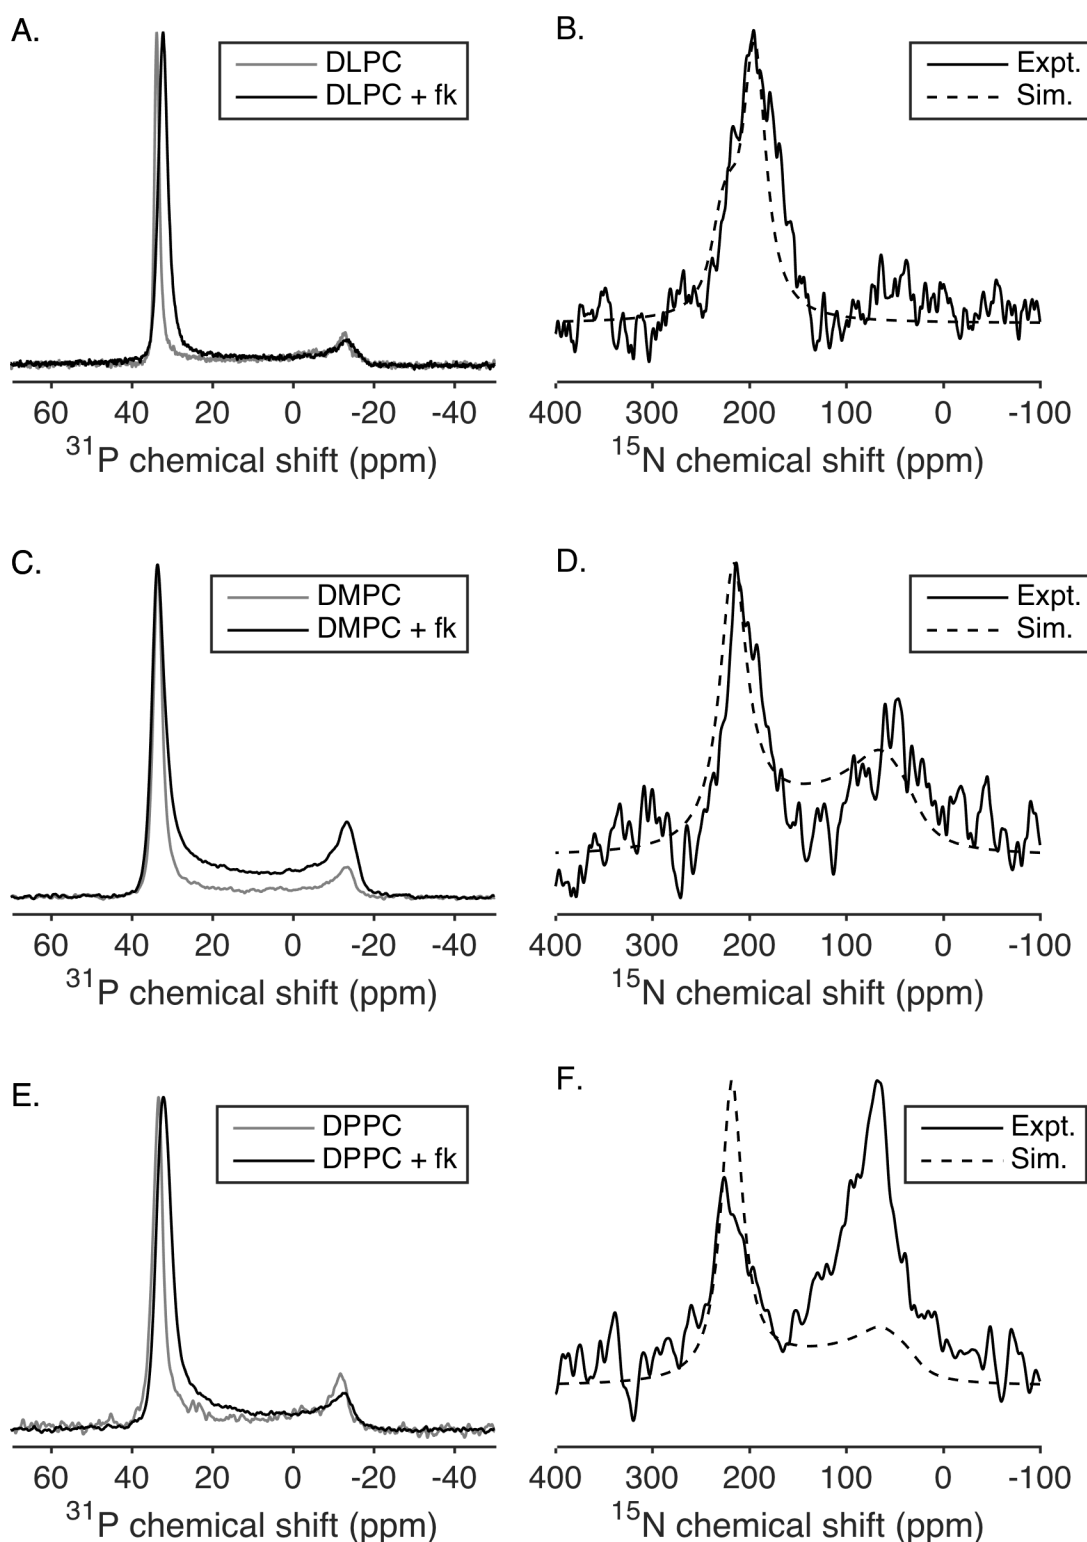 A.
DLPC
DLPC + fk
60 40 20 0 -20 -40
31P chemical shift (ppm)
B.
Expt.
Sim.
400 300 200 100 0 -100
15N chemical shift (ppm)
C.
DMPC
DMPC + fk
60 40 20 0 -20 -40
31P chemical shift (ppm)
D.
Expt.
Sim.
400 300 200 100 0 -100
15N chemical shift (ppm)
E.
DPPC
DPPC + fk
60 40 20 0 -20 -40
31P chemical shift (ppm)
F.
Expt.
Sim.
400 300 200 100 0 -100
15N chemical shift (ppm)